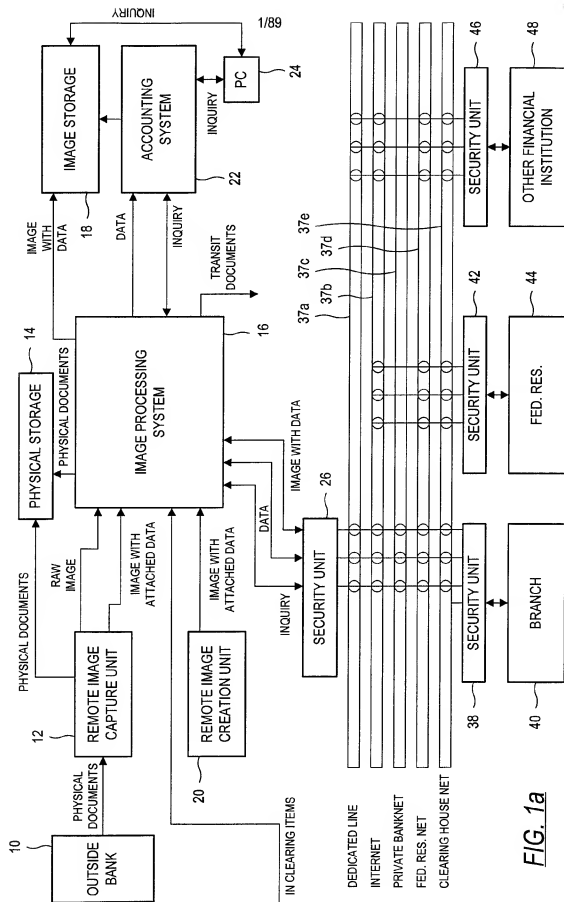 INQUIRY
1/89
10
OUTSIDE
BANK
PHYSICAL
DOCUMENTS
12
REMOTE IMAGE
CAPTURE UNIT
PHYSICAL DOCUMENTS
RAW
IMAGE
IMAGE WITH
ATTACHED DATA
14
PHYSICAL STORAGE
PHYSICAL DOCUMENTS
IMAGE PROCESSING
SYSTEM
16
IMAGE
WITH
DATA
18
IMAGE STORAGE
DATA
INQUIRY
ACCOUNTING
SYSTEM
22
INQUIRY
PC
24
TRANSIT
DOCUMENTS
20
REMOTE IMAGE
CREATION UNIT
IMAGE WITH
ATTACHED DATA
IN CLEARING ITEMS
INQUIRY
DATA
IMAGE WITH DATA
SECURITY UNIT
26
DEDICATED LINE
INTERNET
PRIVATE BANKNET
FED. RES. NET
CLEARING HOUSE NET
37a
37b
37c
37d
37e
38
SECURITY UNIT
40
BRANCH
SECURITY UNIT
42
FED. RES.
44
SECURITY UNIT
46
OTHER FINANCIAL
INSTITUTION
48
FIG. 1a